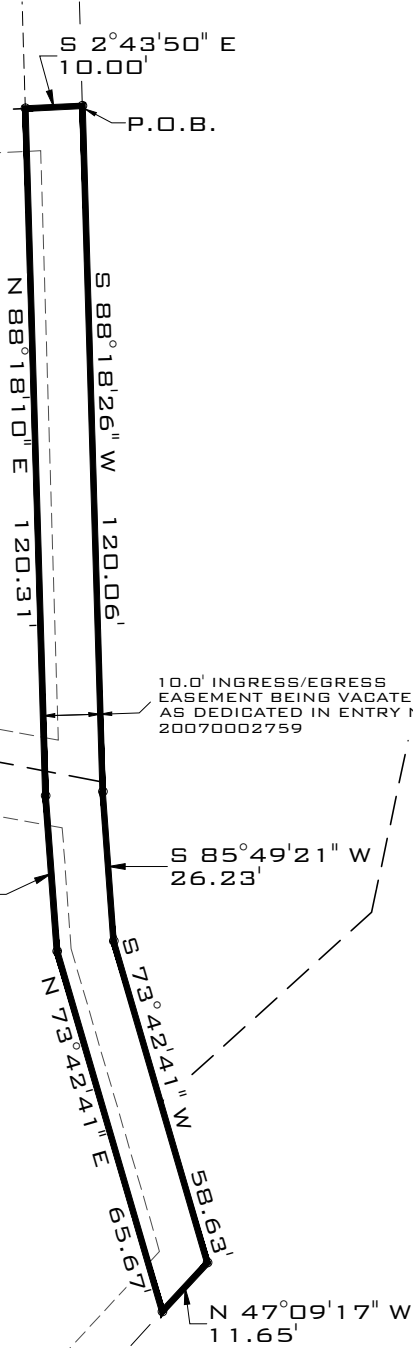 S 2°43'50" E
10.00'
P.O.B.
N 88°18'10" E 120.31'
S 88°18'26" W 120.06'
10.0' INGRESS/EGRESS
EASEMENT BEING VACATE
AS DEDICATED IN ENTRY
20070002759
S 85°49'21" W
26.23'
S 73°42'41" W 58.63'
N 73°42'41" E 65.67'
N 47°09'17" W
11.65'